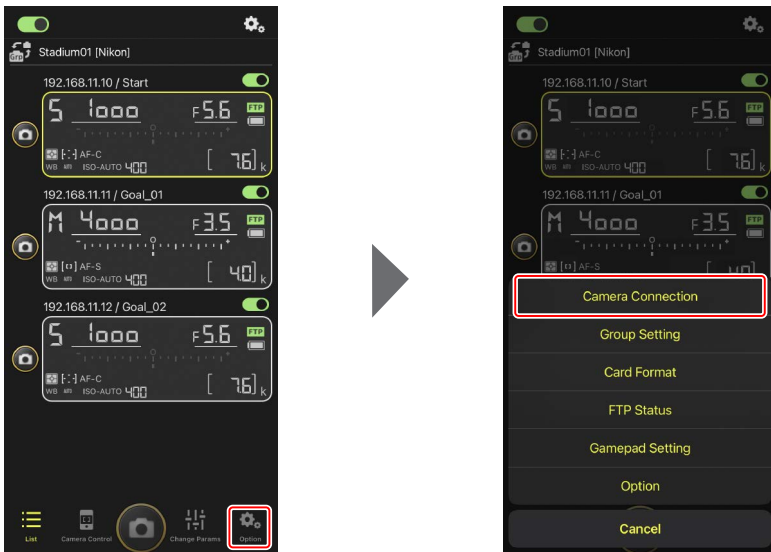 Grp Stadium01 [Nikon]
192.168.11.10 / Start
S 1000 F5.6 FTP
AF-C
WB ISO-AUTO 400 [ 7.6] k
192.168.11.11 / Goal_01
M 4000 F3.5 FTP
AF-S
WB ISO-AUTO 400 [ 4.0] k
192.168.11.12 / Goal_02
S 1000 F5.6 FTP
AF-C
WB ISO-AUTO 400 [ 7.6] k
List Camera Control Change Params Option
Grp Stadium01 [Nikon]
192.168.11.10 / Start
S 1000 F5.6 FTP
AF-C
WB ISO-AUTO 400 [ 7.6] k
192.168.11.11 / Goal_01
M 4000 F3.5 FTP
AF-S
Camera Connection
Group Setting
Card Format
FTP Status
Gamepad Setting
Option
Cancel